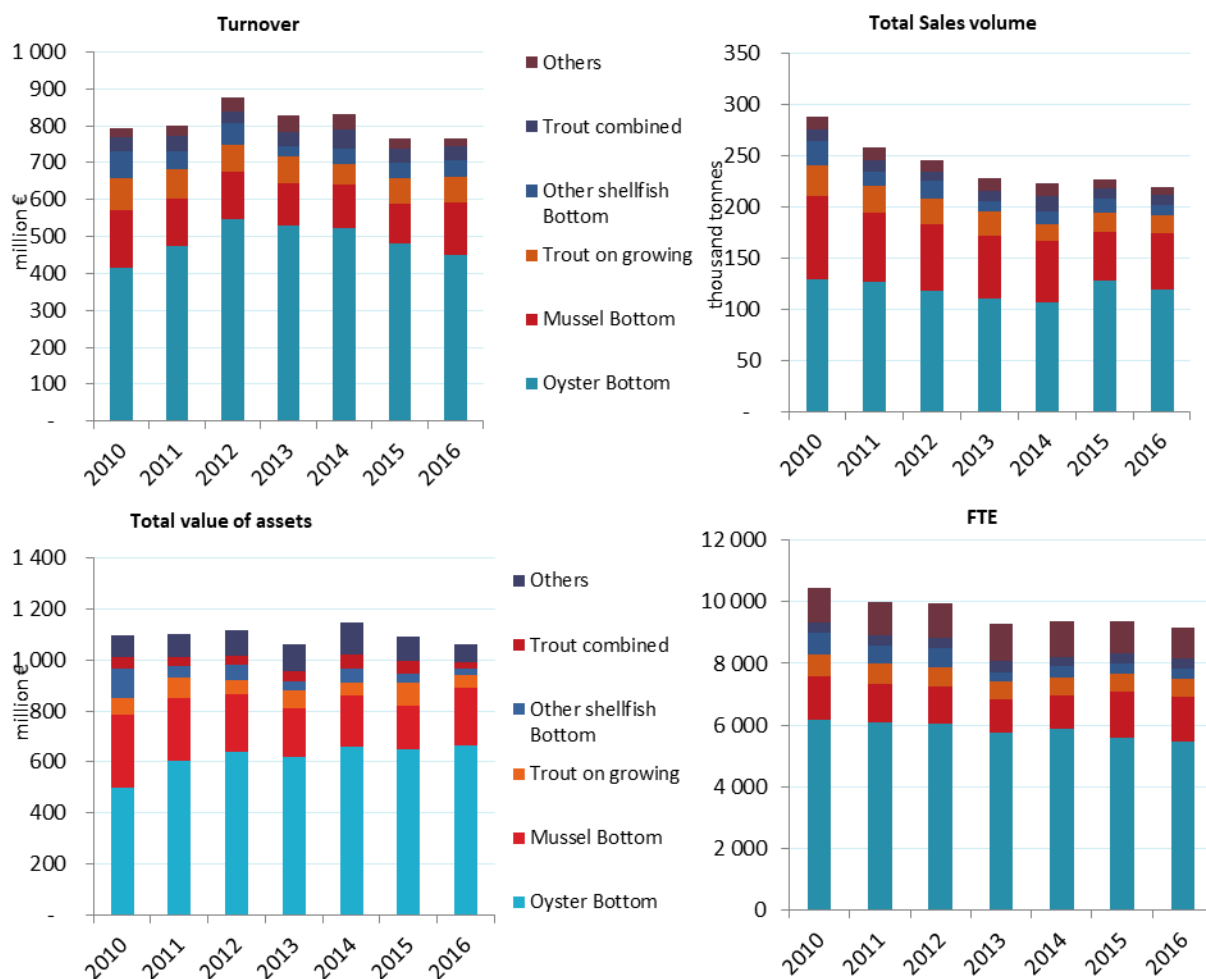 Turnover
1 000
900
800
700
600
500
400
300
200
100
-
million €
2010
2011
2012
2013
2014
2015
2016
Others
Trout combined
Other shellfish
Bottom
Trout on growing
Mussel Bottom
Oyster Bottom
Total Sales volume
350
300
250
200
150
100
50
-
thousand tonnes
2010
2011
2012
2013
2014
2015
2016
Total value of assets
1 400
1 200
1 000
800
600
400
200
-
million €
2010
2011
2012
2013
2014
2015
2016
Others
Trout combined
Other shellfish
Bottom
Trout on growing
Mussel Bottom
Oyster Bottom
FTE
12 000
10 000
8 000
6 000
4 000
2 000
0
2010
2011
2012
2013
2014
2015
2016